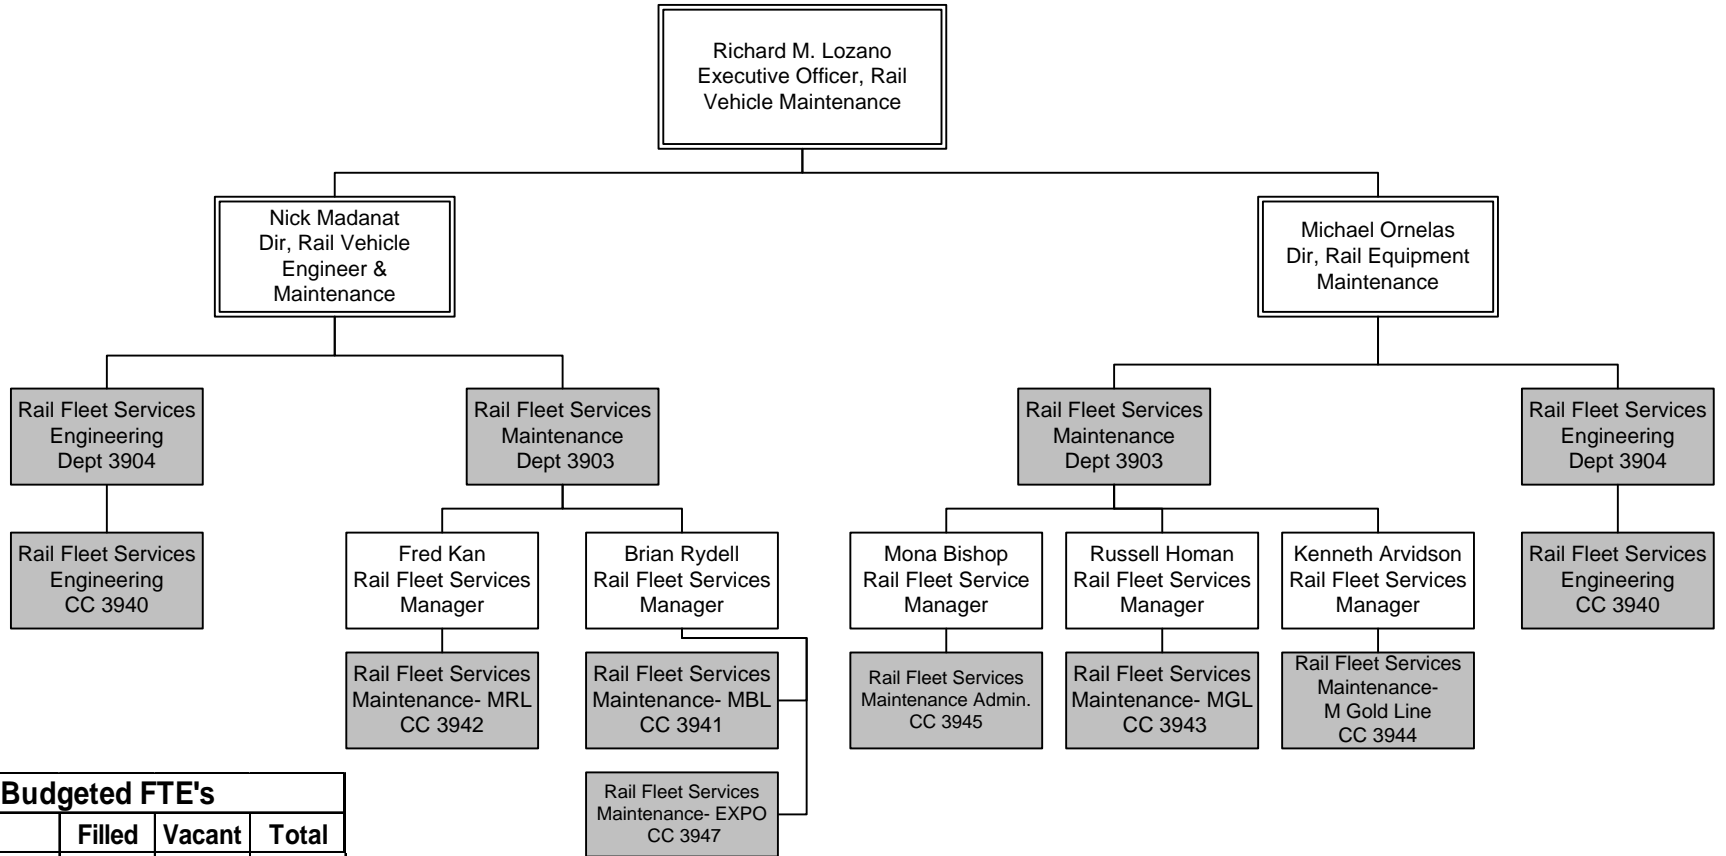 Richard M. Lozano
Executive Officer, Rail
Vehicle Maintenance
Nick Madanat
Dir, Rail Vehicle
Engineer &
Maintenance
Michael Ornelas
Dir, Rail Equipment
Maintenance
Rail Fleet Services
Engineering
Dept 3904
Rail Fleet Services
Maintenance
Dept 3903
Rail Fleet Services
Maintenance
Dept 3903
Rail Fleet Services
Engineering
Dept 3904
Rail Fleet Services
Engineering
CC 3940
Fred Kan
Rail Fleet Services
Manager
Brian Rydell
Rail Fleet Services
Manager
Mona Bishop
Rail Fleet Service
Manager
Russell Homan
Rail Fleet Services
Manager
Kenneth Arvidson
Rail Fleet Services
Manager
Rail Fleet Services
Engineering
CC 3940
Rail Fleet Services
Maintenance- MRL
CC 3942
Rail Fleet Services
Maintenance- MBL
CC 3941
Rail Fleet Services
Maintenance Admin.
CC 3945
Rail Fleet Services
Maintenance- MGL
CC 3943
Rail Fleet Services
Maintenance-
M Gold Line
CC 3944
Rail Fleet Services
Maintenance- EXPO
CC 3947
Budgeted FTE's
Filled Vacant Total